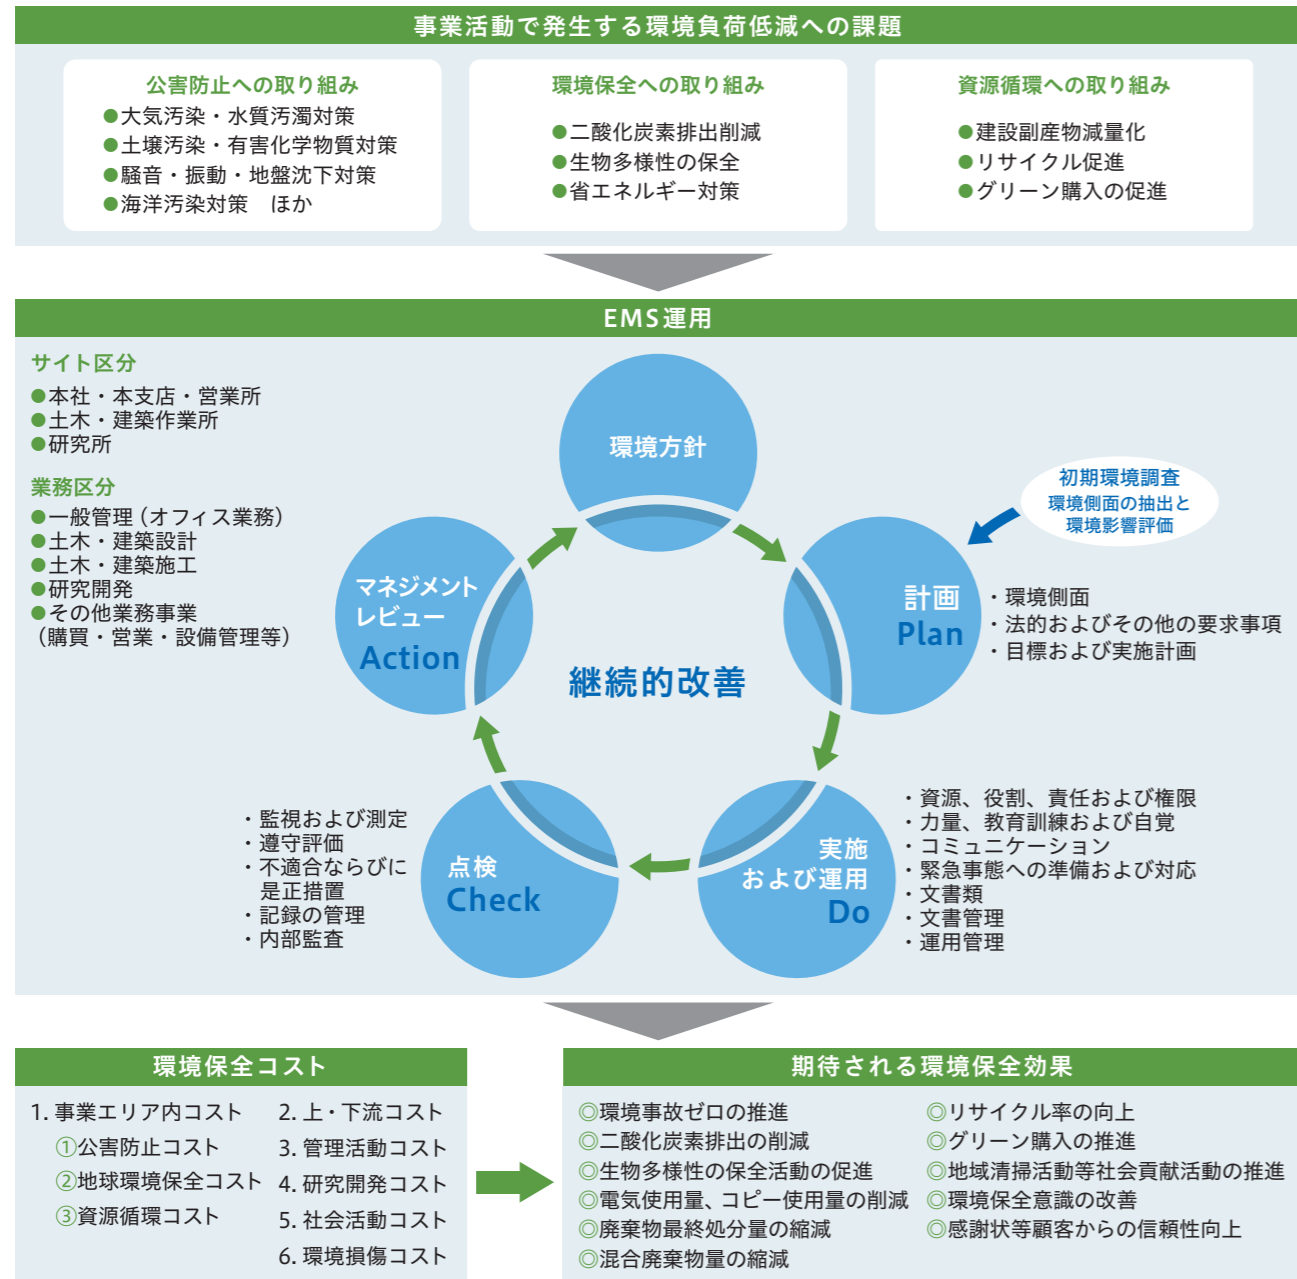 事業活動で発生する環境負荷低減への課題
公害防止への取り組み
●大気汚染・水質汚濁対策
●土壌汚染・有害化学物質対策
●騒音・振動・地盤沈下対策
●海洋汚染対策　ほか
環境保全への取り組み
●二酸化炭素排出削減
●生物多様性の保全
●省エネルギー対策
資源循環への取り組み
●建設副産物減量化
●リサイクル促進
●グリーン購入の促進
EMS運用
サイト区分
●本社・本支店・営業所
●土木・建築作業所
●研究所
業務区分
●一般管理（オフィス業務）
●土木・建築設計
●土木・建築施工
●研究開発
●その他業務事業
（購買・営業・設備管理等）
環境方針
初期環境調査
環境側面の抽出と
環境影響評価
計画
Plan
・環境側面
・法的およびその他の要求事項
・目標および実施計画
マネジメント
レビュー
Action
継続的改善
実施
および運用
Do
・資源、役割、責任および権限
・力量、教育訓練および自覚
・コミュニケーション
・緊急事態への準備および対応
・文書類
・文書管理
・運用管理
点検
Check
・監視および測定
・遵守評価
・不適合ならびに
是正措置
・記録の管理
・内部監査
環境保全コスト
1. 事業エリア内コスト
①公害防止コスト
②地球環境保全コスト
③資源循環コスト
2. 上・下流コスト
3. 管理活動コスト
4. 研究開発コスト
5. 社会活動コスト
6. 環境損傷コスト
期待される環境保全効果
◎環境事故ゼロの推進
◎二酸化炭素排出の削減
◎生物多様性の保全活動の促進
◎電気使用量、コピー使用量の削減
◎廃棄物最終処分量の縮減
◎混合廃棄物量の縮減
◎リサイクル率の向上
◎グリーン購入の推進
◎地域清掃活動等社会貢献活動の推進
◎環境保全意識の改善
◎感謝状等顧客からの信頼性向上